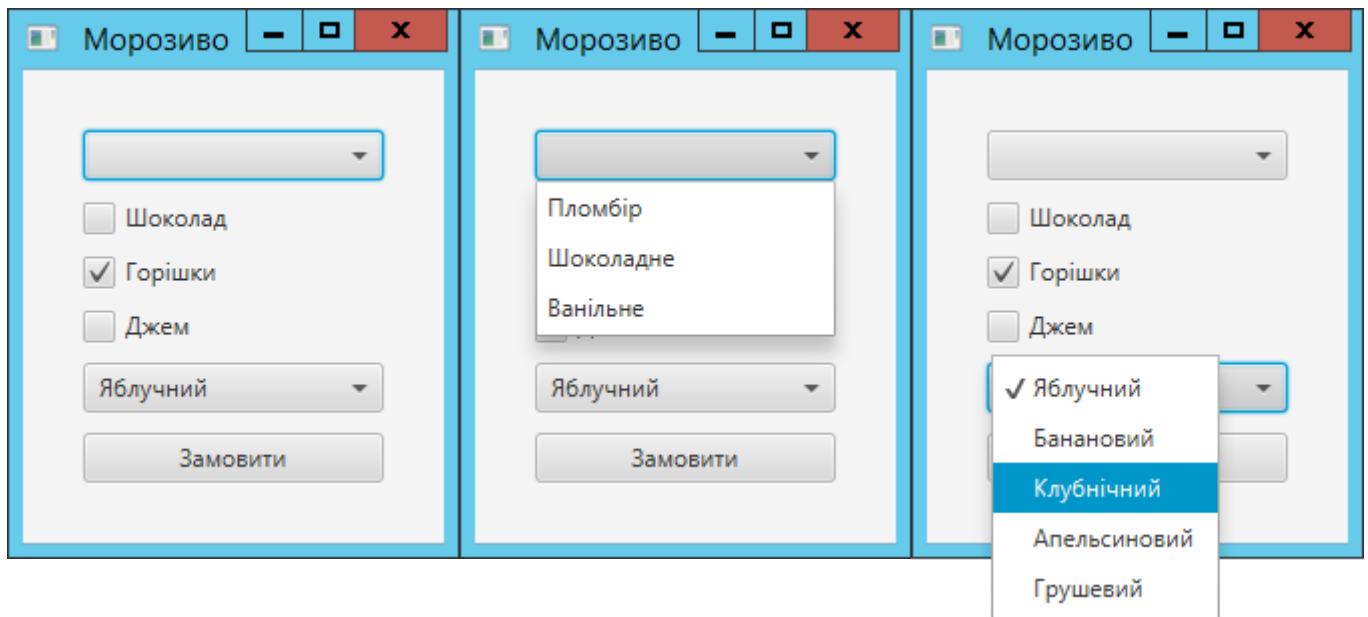 Морозиво
Шоколад
Горішки
Джем
Яблучний
Замовити
Морозиво
Пломбір
Шоколадне
Ванільне
Яблучний
Замовити
Морозиво
Шоколад
Горішки
Джем
Яблучний
Банановий
Клубнічний
Апельсиновий
Грушевий